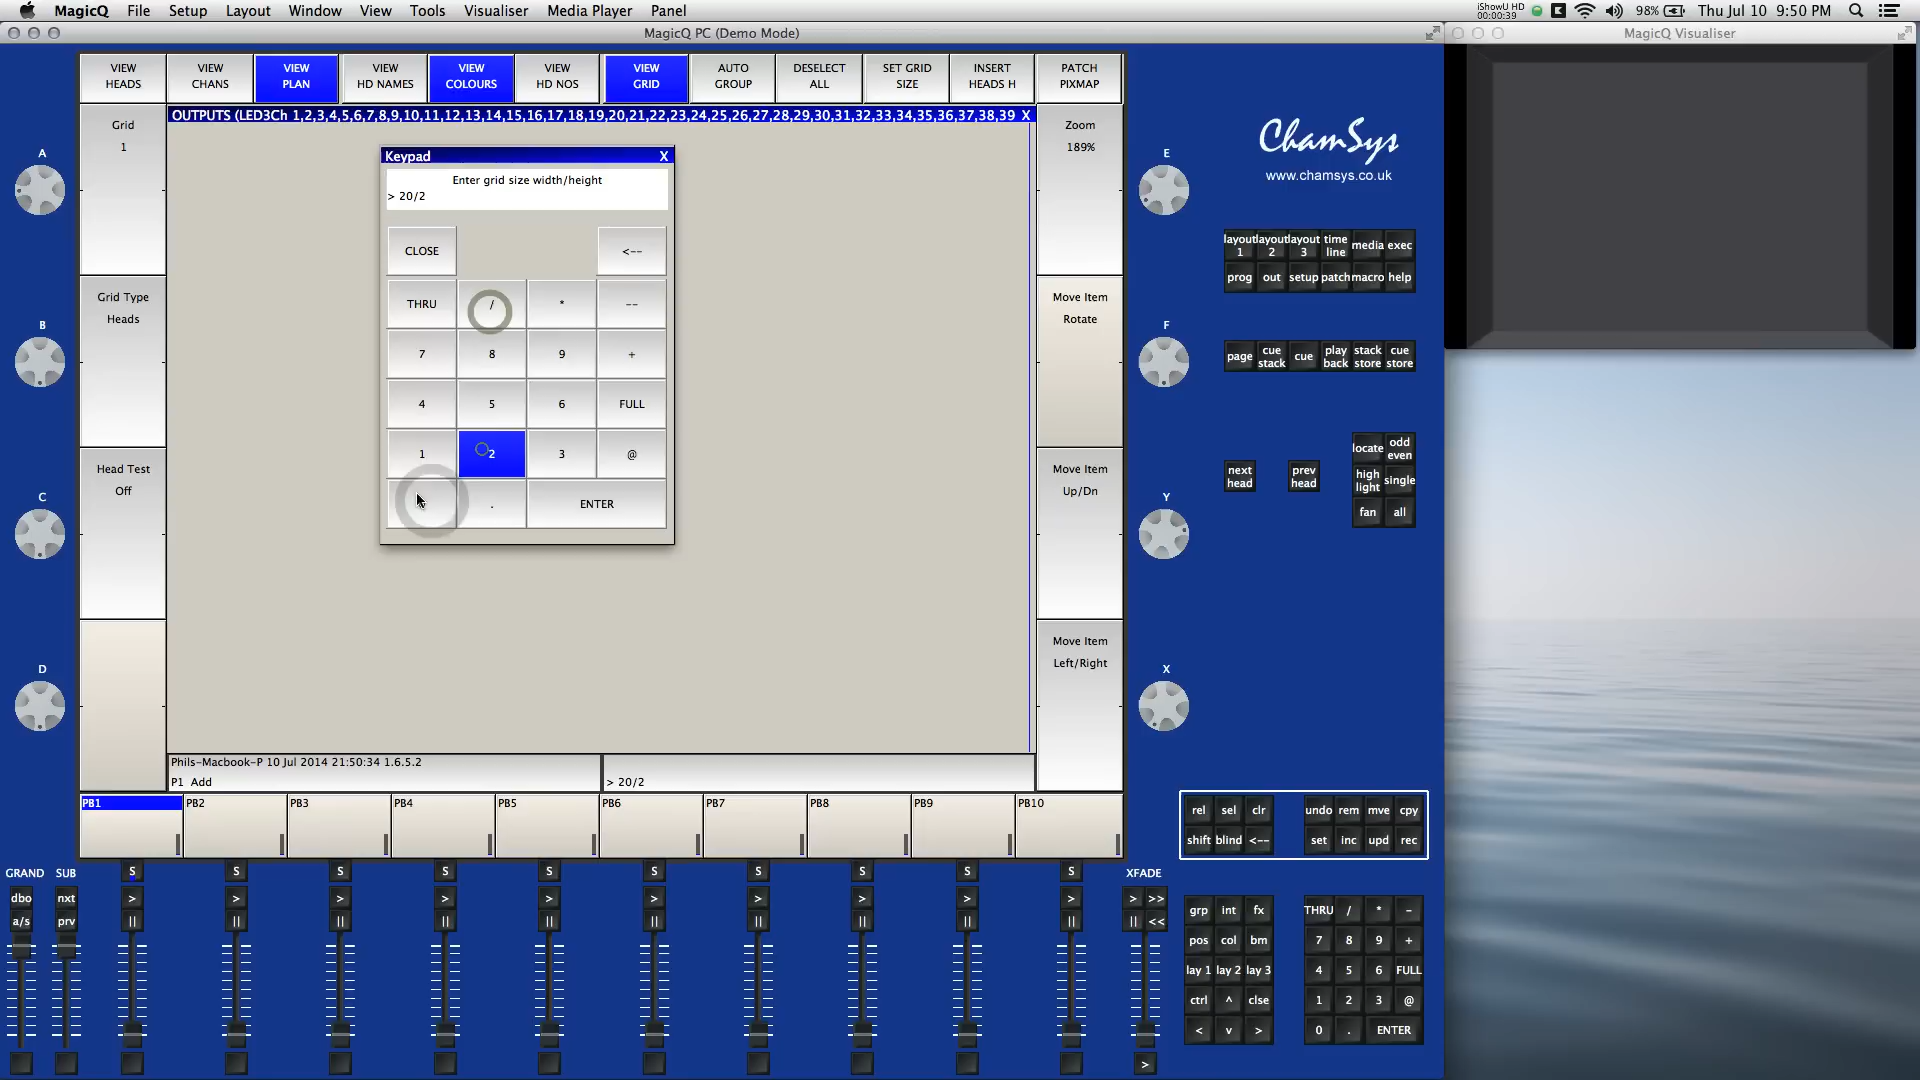 MagicQ File Setup Layout Window View Tools Visualiser Media Player Panel
iShowU HD
00:00:39
98% Thu Jul 10 9:50 PM
MagicQ PC (Demo Mode)
MagicQ Visualiser
VIEW HEADS
VIEW CHANS
VIEW PLAN
VIEW HD NAMES
VIEW COLOURS
VIEW HD NOS
VIEW GRID
AUTO GROUP
DESELECT ALL
SET GRID SIZE
INSERT HEADS H
PATCH PIXMAP
OUTPUTS (LED3Ch 1,2,3,4,5,6,7,8,9,10,11,12,13,14,15,16,17,18,19,20,21,22,23,24,25,26,27,28,29,30,31,32,33,34,35,36,37,38,39 X
Grid
1
Grid Type
Heads
Head Test
Off
A
B
C
D
Keypad X
Enter grid size width/height
> 20/2
CLOSE <--
THRU / * --
7 8 9 +
4 5 6 FULL
1 2 3 @
. ENTER
Zoom
189%
Move Item
Rotate
Move Item
Up/Dn
Move Item
Left/Right
E
F
Y
X
ChamSys
www.chamsys.co.uk
layout 1 layout 2 layout 3 time line media exec
prog out setup patch macro help
page cue stack cue play back stack store cue store
next head
prev head
locate odd even
high light single
fan all
Phils-Macbook-P 10 Jul 2014 21:50:34 1.6.5.2
P1 Add
> 20/2
PB1 PB2 PB3 PB4 PB5 PB6 PB7 PB8 PB9 PB10
rel sel clr undo rem mve cpy
shift blind <-- set inc upd rec
GRAND SUB S S S S S S S S S S XFADE
dbo nxt > > > > > > > > > > > >>
a/s prv || || || || || || || || || || || <<
grp int fx THRU / * -
pos col bm 7 8 9 +
lay 1 lay 2 lay 3 4 5 6 FULL
ctrl ^ clse 1 2 3 @
< v > 0 . ENTER
>